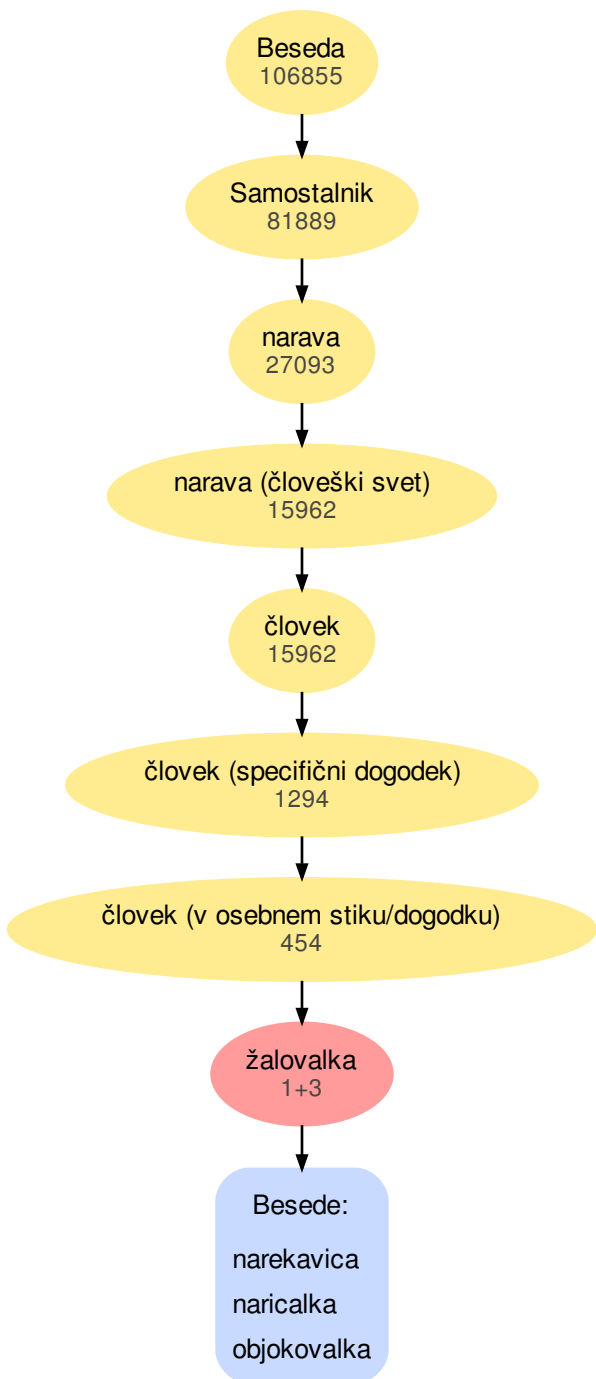 Beseda
106855
Samostalnik
81889
narava
27093
narava (človeški svet)
15962
človek
15962
človek (specifični dogodek)
1294
človek (v osebnem stiku/dogodku)
454
žalovalka
1+3
Besede:
narekavica
naricalka
objokovalka